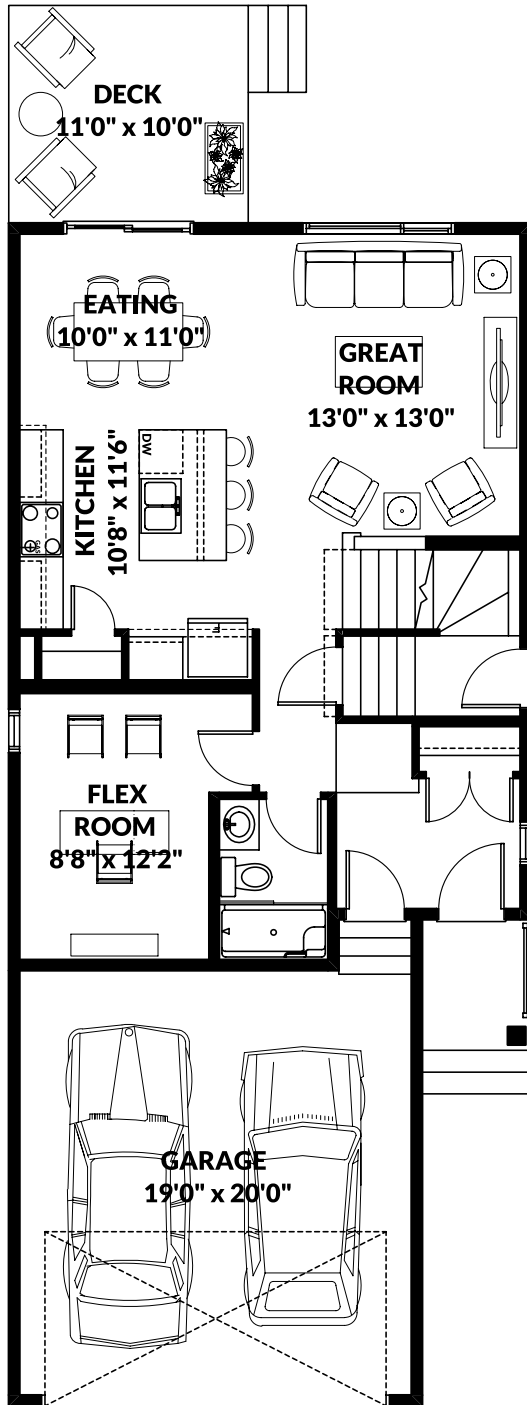 DECK
11'0" x 10'0"
EATING
10'0" x 11'0"
GREAT
ROOM
13'0" x 13'0"
KITCHEN
10'8" x 11'6"
DW
GAS
F
FLEX
ROOM
8'8" x 12'2"
GARAGE
19'0" x 20'0"